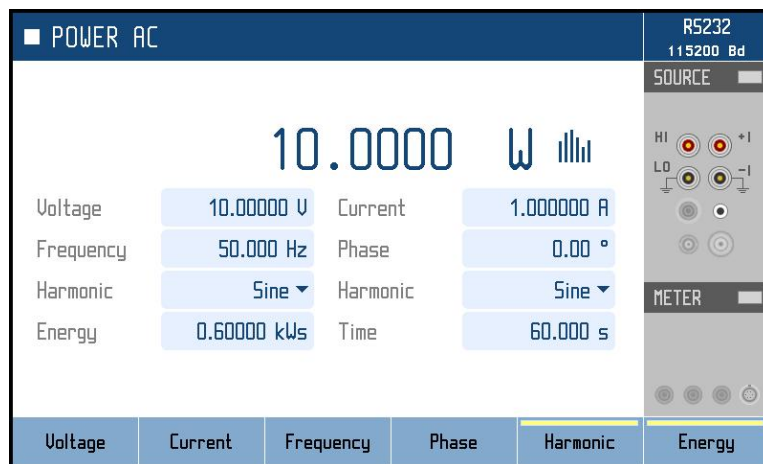 POWER AC
RS232
115200 Bd
SOURCE
10.0000 W
HI +I
LO -I
Voltage 10.00000 V Current 1.000000 A
Frequency 50.000 Hz Phase 0.00 °
Harmonic Sine Harmonic Sine
METER
Energy 0.60000 kWs Time 60.000 s
Voltage Current Frequency Phase Harmonic Energy